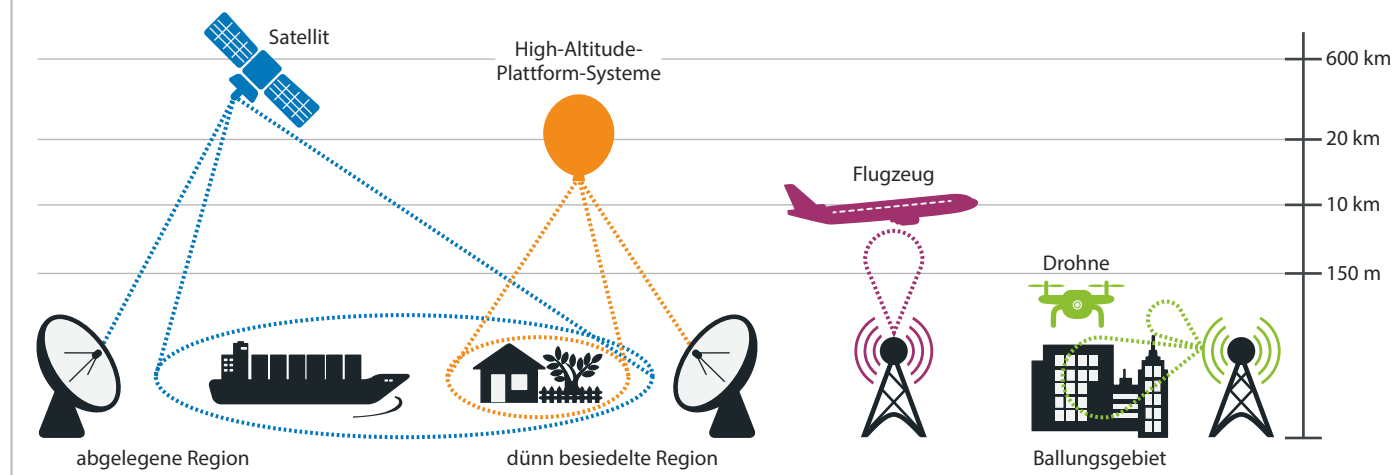 Satellit
High-Altitude-
Plattform-Systeme
600 km
20 km
Flugzeug
10 km
Drohne
150 m
abgelegene Region
dünn besiedelte Region
Ballungsgebiet